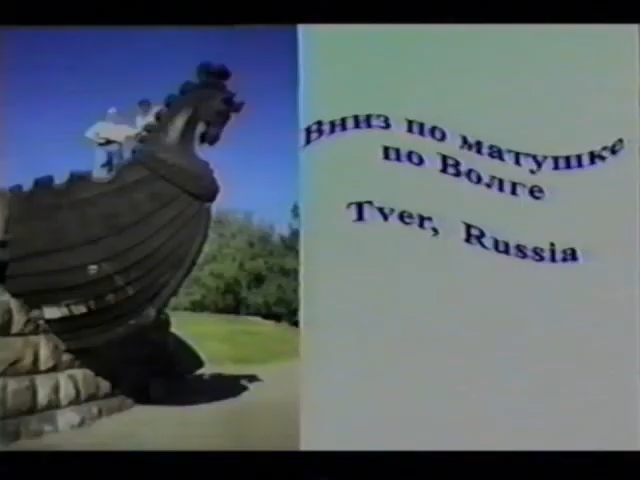 Вниз по матушке
по Волге
Tver, Russia